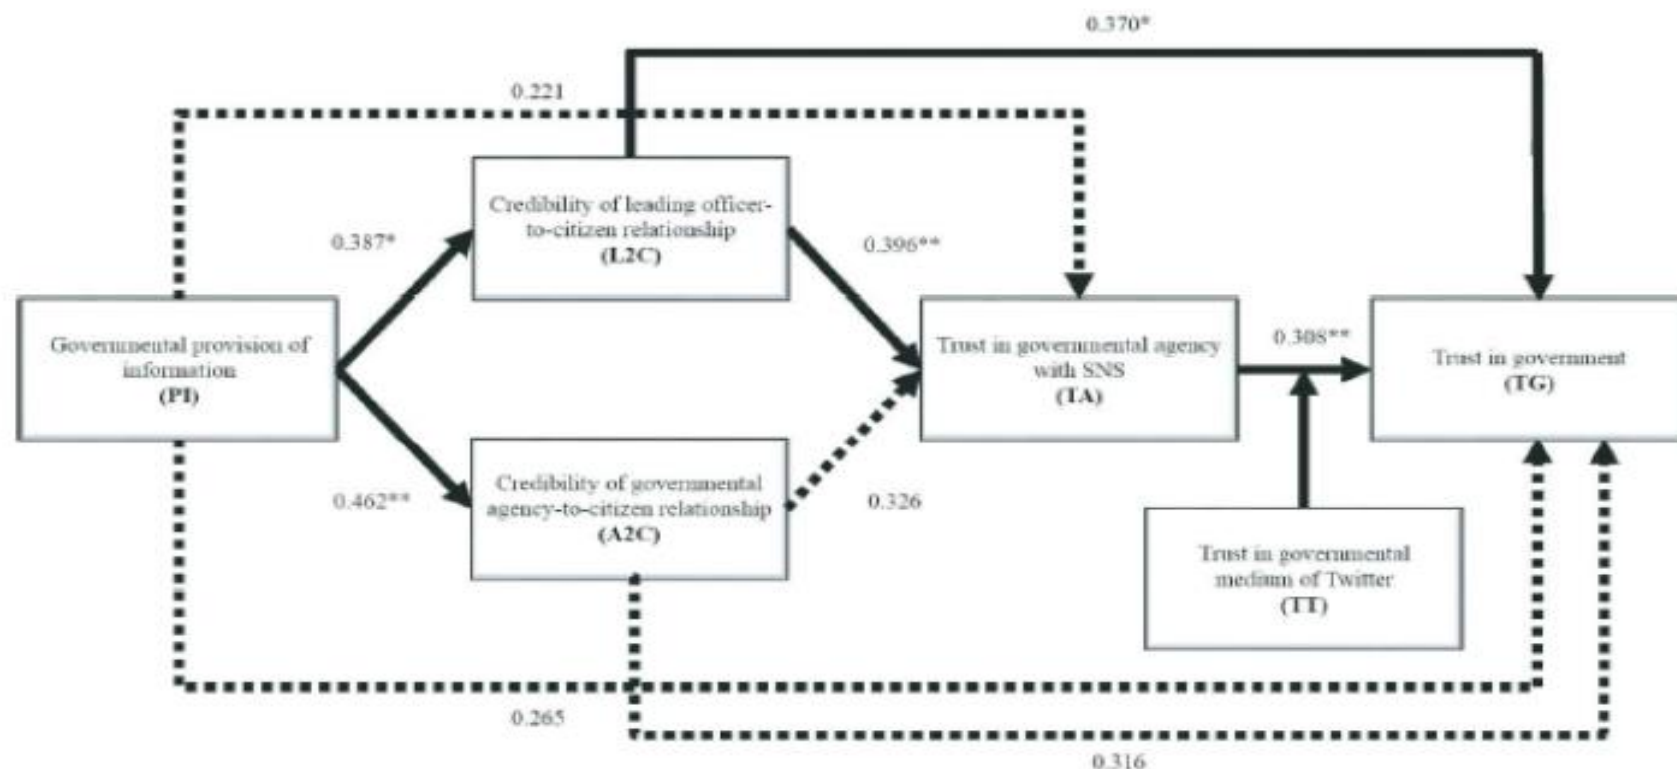 0.370*
0.221
Credibility of leading officer-
to-citizen relationship
(L2C)
0.387*
0.396**
Governmental provision of
information
(PI)
Trust in governmental agency
with SNS
(TA)
0.308**
Trust in government
(TG)
0.462**
Credibility of governmental
agency-to-citizen relationship
(A2C)
0.326
Trust in governmental
medium of Twitter
(TT)
0.265
0.316